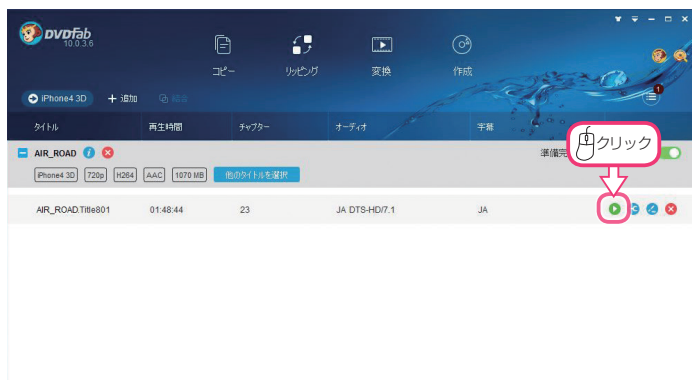 DVDFab
10.0.3.6
コピー リッピング 変換 作成
iPhone4 3D + 追加 結合
1
タイトル 再生時間 チャプター オーディオ 字幕
AIR_ROAD i 準備完
クリック
iPhone4 3D 720p H264 AAC 1070 MB 他のタイトルを選択
AIR_ROAD.Title801 01:48:44 23 JA DTS-HD/7.1 JA